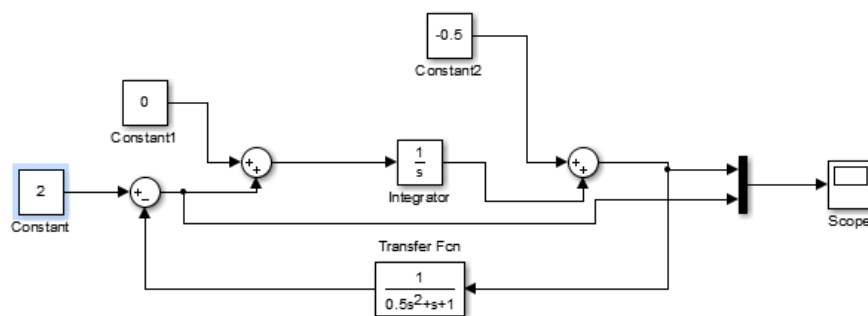 -0.5
Constant2
0
Constant1
+
+
+
+
1
s
Integrator
2
Constant
+
−
Scope
Transfer Fcn
1
0.5s²+s+1